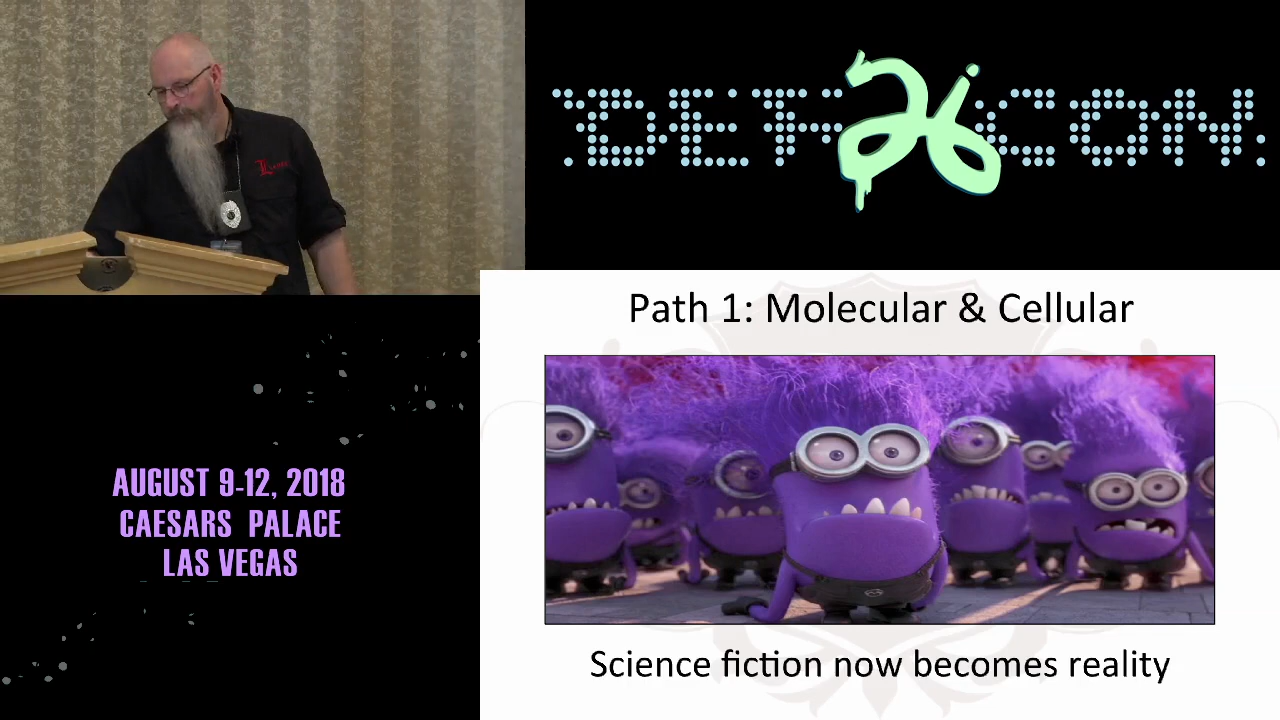 DEF CON
26
Path 1: Molecular & Cellular
AUGUST 9-12, 2018
CAESARS PALACE
LAS VEGAS
Science fiction now becomes reality